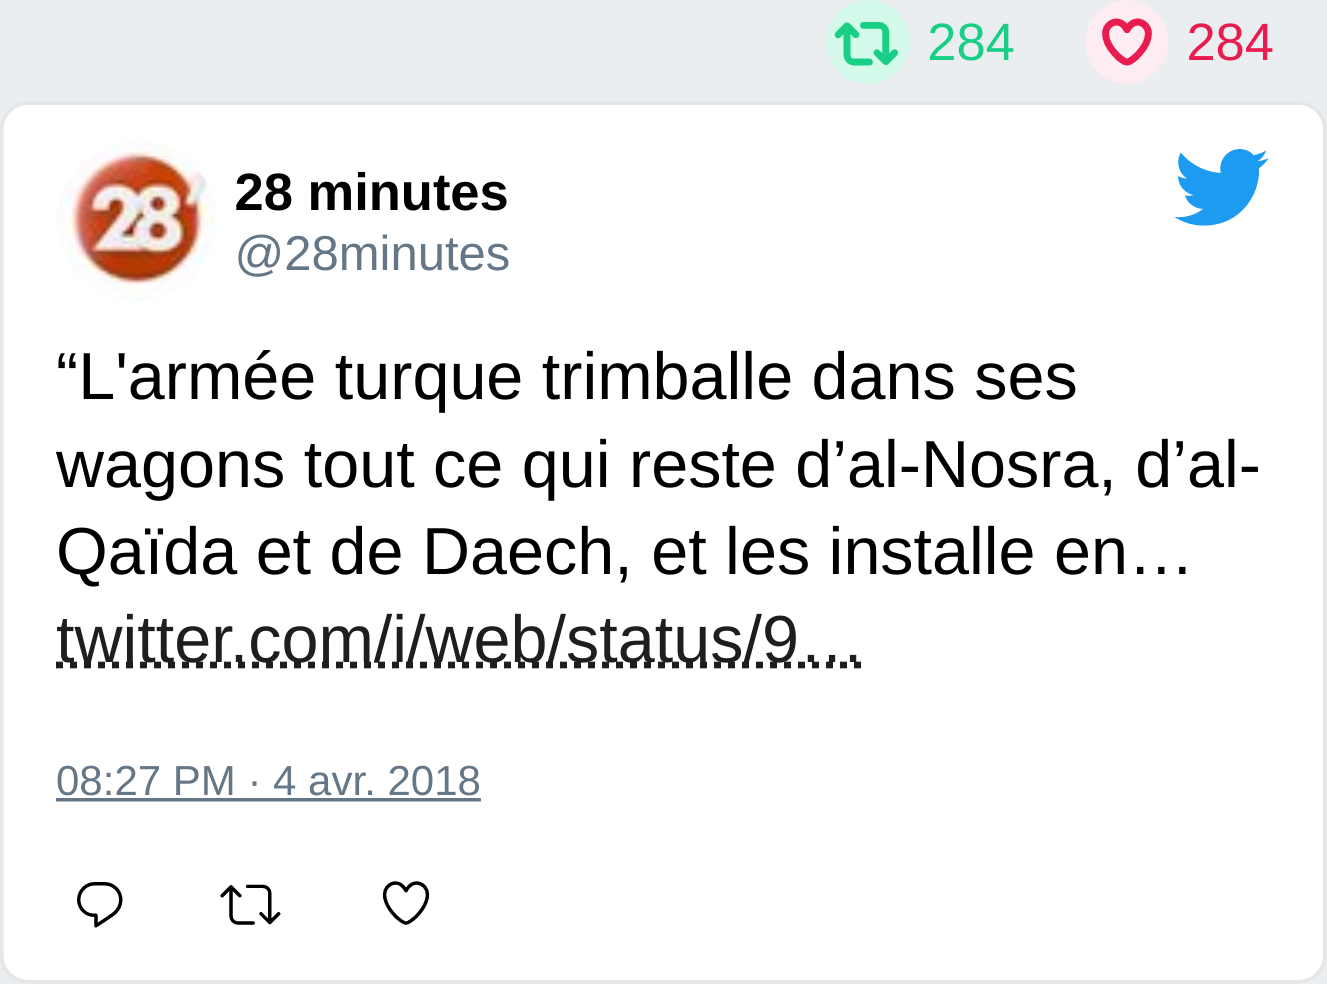 284 284
28'
28 minutes
@28minutes
“L'armée turque trimballe dans ses
wagons tout ce qui reste d’al-Nosra, d’al-
Qaïda et de Daech, et les installe en…
twitter.com/i/web/status/9…
08:27 PM · 4 avr. 2018